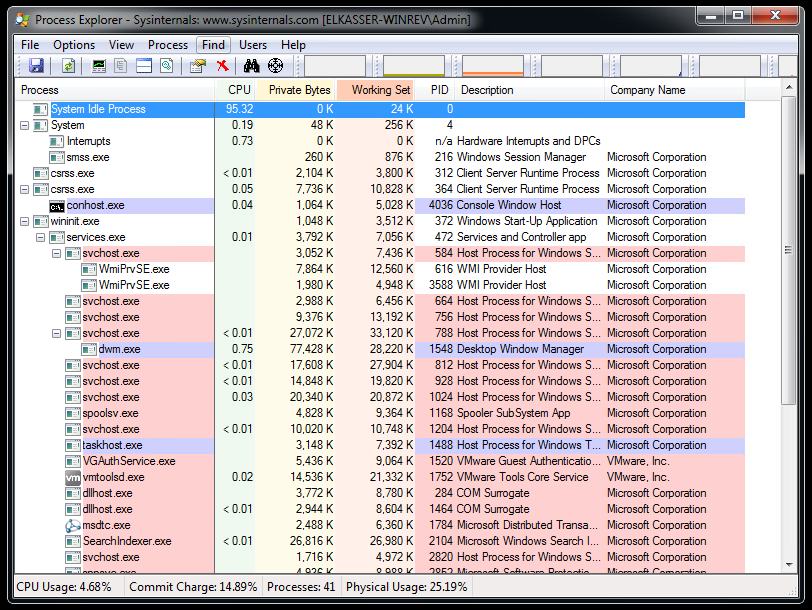 Process Explorer - Sysinternals: www.sysinternals.com [ELKASSER-WINREV\Admin]
File Options View Process Find Users Help
Process CPU Private Bytes Working Set PID Description Company Name
System Idle Process 95.32 0 K 24 K 0
System 0.19 48 K 256 K 4
Interrupts 0.73 0 K 0 K n/a Hardware Interrupts and DPCs
smss.exe 260 K 876 K 216 Windows Session Manager Microsoft Corporation
csrss.exe < 0.01 2,104 K 3,800 K 312 Client Server Runtime Process Microsoft Corporation
csrss.exe 0.05 7,736 K 10,828 K 364 Client Server Runtime Process Microsoft Corporation
C:\. conhost.exe 0.04 1,064 K 5,028 K 4036 Console Window Host Microsoft Corporation
wininit.exe 1,048 K 3,512 K 372 Windows Start-Up Application Microsoft Corporation
services.exe 0.01 3,792 K 7,056 K 472 Services and Controller app Microsoft Corporation
svchost.exe 3,052 K 7,436 K 584 Host Process for Windows S... Microsoft Corporation
WmiPrvSE.exe 7,864 K 12,560 K 616 WMI Provider Host Microsoft Corporation
WmiPrvSE.exe 1,980 K 4,948 K 3588 WMI Provider Host Microsoft Corporation
svchost.exe 2,988 K 6,456 K 664 Host Process for Windows S... Microsoft Corporation
svchost.exe 9,376 K 13,192 K 756 Host Process for Windows S... Microsoft Corporation
svchost.exe < 0.01 27,072 K 33,120 K 788 Host Process for Windows S... Microsoft Corporation
dwm.exe 0.75 77,428 K 28,220 K 1548 Desktop Window Manager Microsoft Corporation
svchost.exe < 0.01 17,608 K 27,904 K 812 Host Process for Windows S... Microsoft Corporation
svchost.exe < 0.01 14,848 K 19,820 K 928 Host Process for Windows S... Microsoft Corporation
svchost.exe 0.03 20,340 K 20,872 K 1024 Host Process for Windows S... Microsoft Corporation
spoolsv.exe 4,828 K 9,364 K 1168 Spooler SubSystem App Microsoft Corporation
svchost.exe < 0.01 10,020 K 10,748 K 1204 Host Process for Windows S... Microsoft Corporation
taskhost.exe 3,148 K 7,392 K 1488 Host Process for Windows T... Microsoft Corporation
VGAuthService.exe 5,436 K 9,064 K 1520 VMware Guest Authenticatio... VMware, Inc.
vm vmtoolsd.exe 0.02 14,536 K 21,332 K 1752 VMware Tools Core Service VMware, Inc.
dllhost.exe 3,772 K 8,780 K 284 COM Surrogate Microsoft Corporation
dllhost.exe < 0.01 2,944 K 8,604 K 1464 COM Surrogate Microsoft Corporation
msdtc.exe 2,488 K 6,360 K 1784 Microsoft Distributed Transa... Microsoft Corporation
SearchIndexer.exe < 0.01 26,816 K 26,980 K 2104 Microsoft Windows Search I... Microsoft Corporation
svchost.exe 1,716 K 4,972 K 2820 Host Process for Windows S... Microsoft Corporation
CPU Usage: 4.68% Commit Charge: 14.89% Processes: 41 Physical Usage: 25.19%